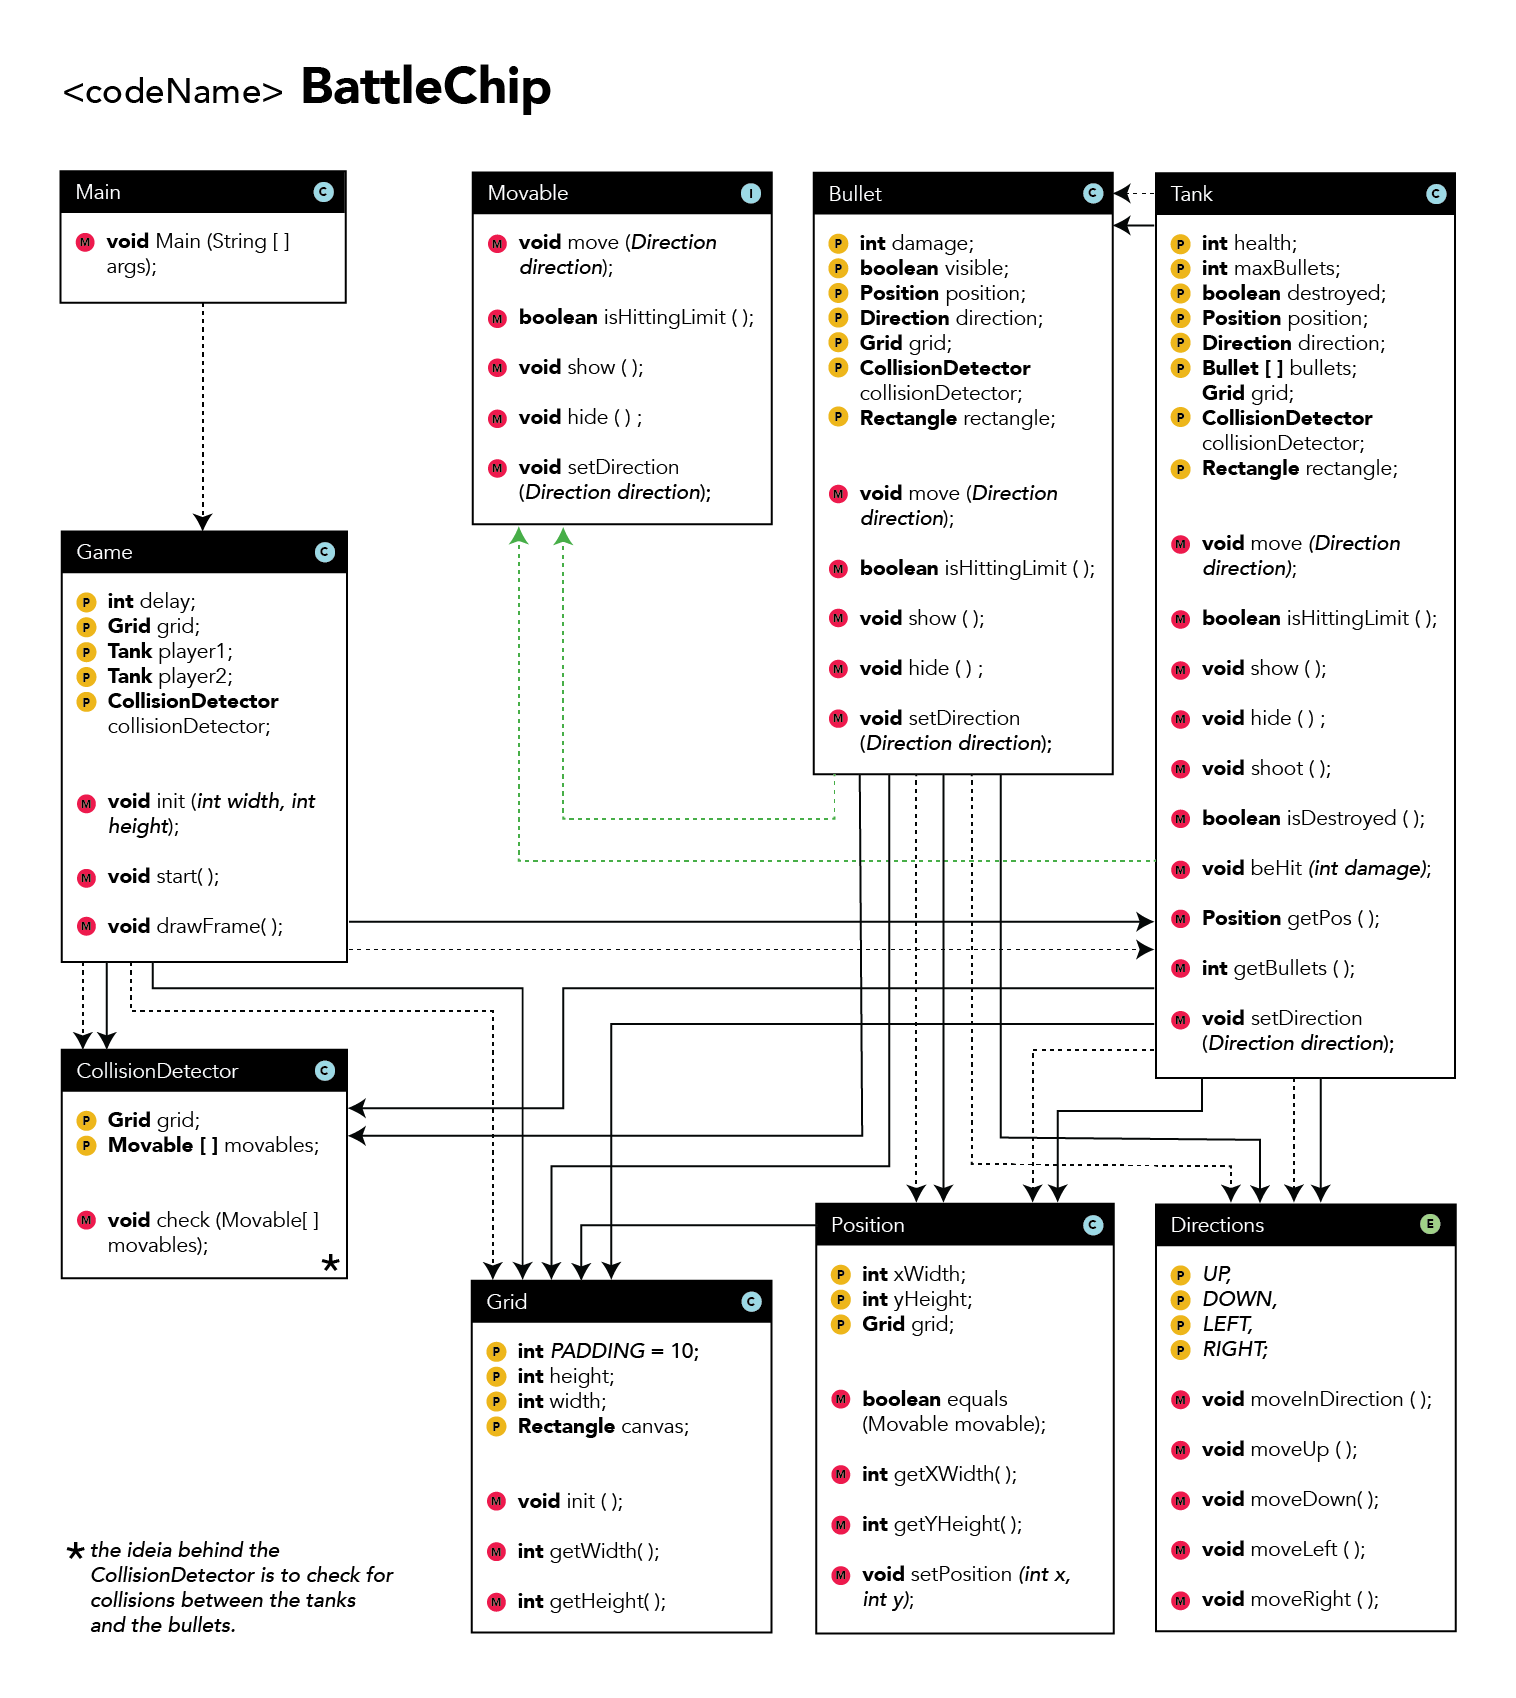 <codeName> BattleChip
Main C
M void Main (String [ ]
args);
Movable I
M void move (Direction
direction);
M boolean isHittingLimit ( );
M void show ( );
M void hide ( ) ;
M void setDirection
(Direction direction);
Bullet C
P int damage;
P boolean visible;
P Position position;
P Direction direction;
P Grid grid;
P CollisionDetector
collisionDetector;
P Rectangle rectangle;
M void move (Direction
direction);
M boolean isHittingLimit ( );
M void show ( );
M void hide ( ) ;
M void setDirection
(Direction direction);
Tank C
P int health;
P int maxBullets;
P boolean destroyed;
P Position position;
P Direction direction;
P Bullet [ ] bullets;
Grid grid;
P CollisionDetector
collisionDetector;
P Rectangle rectangle;
M void move (Direction
direction);
M boolean isHittingLimit ( );
M void show ( );
M void hide ( ) ;
M void shoot ( );
M boolean isDestroyed ( );
M void beHit (int damage);
M Position getPos ( );
M int getBullets ( );
M void setDirection
(Direction direction);
Game C
P int delay;
P Grid grid;
P Tank player1;
P Tank player2;
P CollisionDetector
collisionDetector;
M void init (int width, int
height);
M void start( );
M void drawFrame( );
CollisionDetector C
P Grid grid;
P Movable [ ] movables;
M void check (Movable[ ]
movables);
*
Grid C
P int PADDING = 10;
P int height;
P int width;
P Rectangle canvas;
M void init ( );
M int getWidth( );
M int getHeight( );
Position C
P int xWidth;
P int yHeight;
P Grid grid;
M boolean equals
(Movable movable);
M int getXWidth( );
M int getYHeight( );
M void setPosition (int x,
int y);
Directions E
P UP,
P DOWN,
P LEFT,
P RIGHT;
M void moveInDirection ( );
M void moveUp ( );
M void moveDown( );
M void moveLeft ( );
M void moveRight ( );
* the ideia behind the
CollisionDetector is to check for
collisions between the tanks
and the bullets.